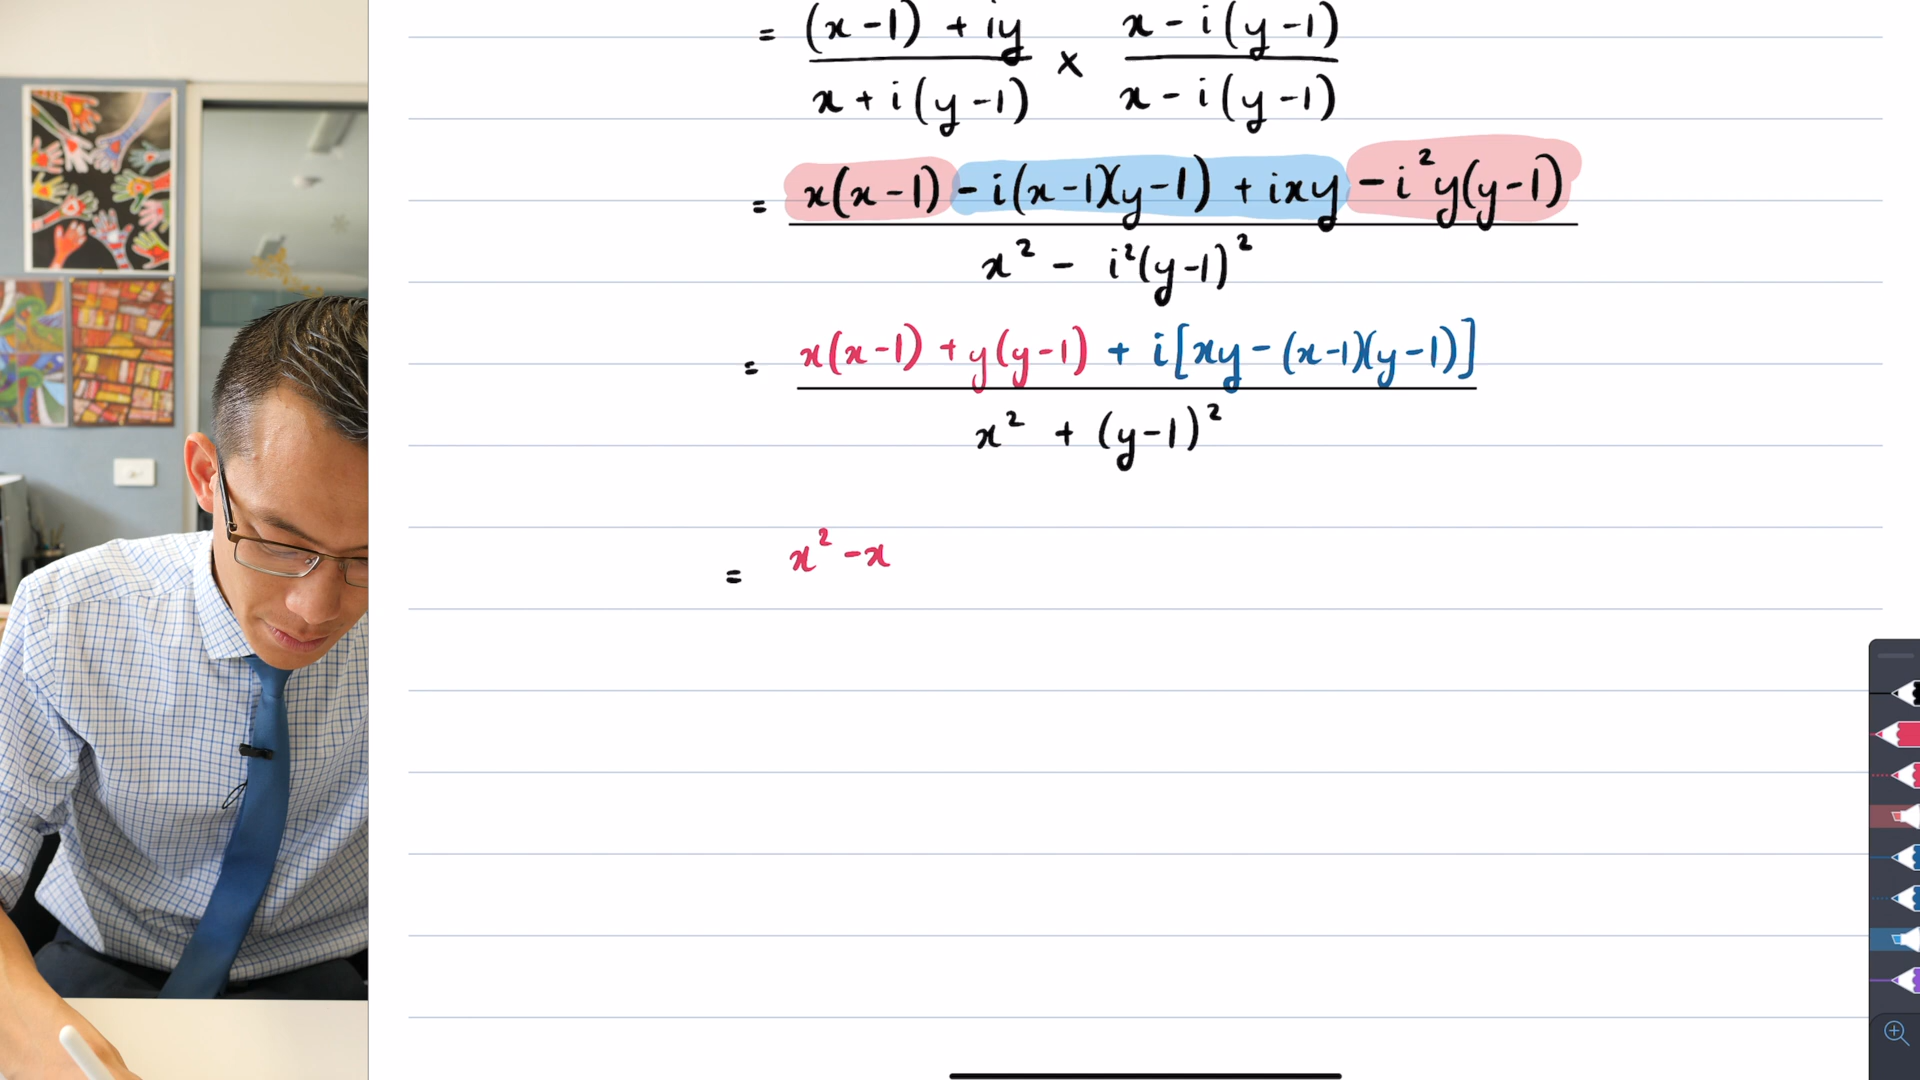 = (x-1) + iy / x + i(y-1) × x - i(y-1) / x - i(y-1)
= x(x-1) - i(x-1)(y-1) + ixy - i²y(y-1) / x² - i²(y-1)²
= x(x-1) + y(y-1) + i[xy - (x-1)(y-1)] / x² + (y-1)²
= x² - x